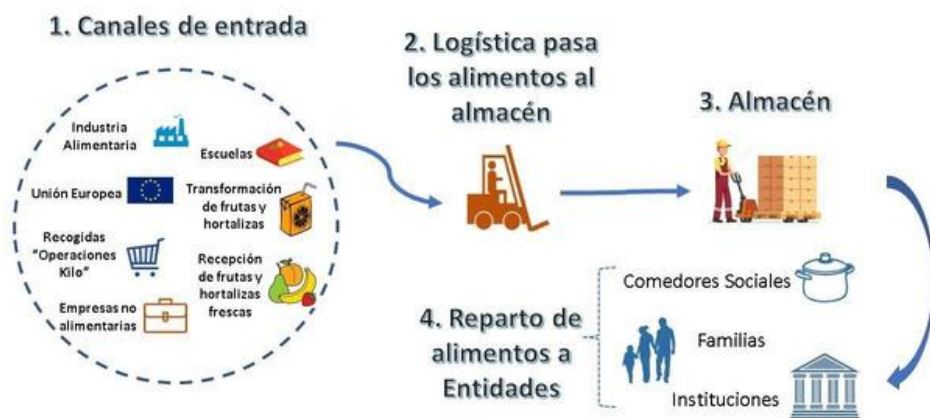 1. Canales de entrada
Industria
Alimentaria
Escuelas
Unión Europea
Transformación
de frutas y
hortalizas
Recogidas
"Operaciones
Kilo"
Recepción
de frutas y
hortalizas
frescas
Empresas no
alimentarias
2. Logística pasa
los alimentos al
almacén
3. Almacén
4. Reparto de
alimentos a
Entidades
Comedores Sociales
Familias
Instituciones